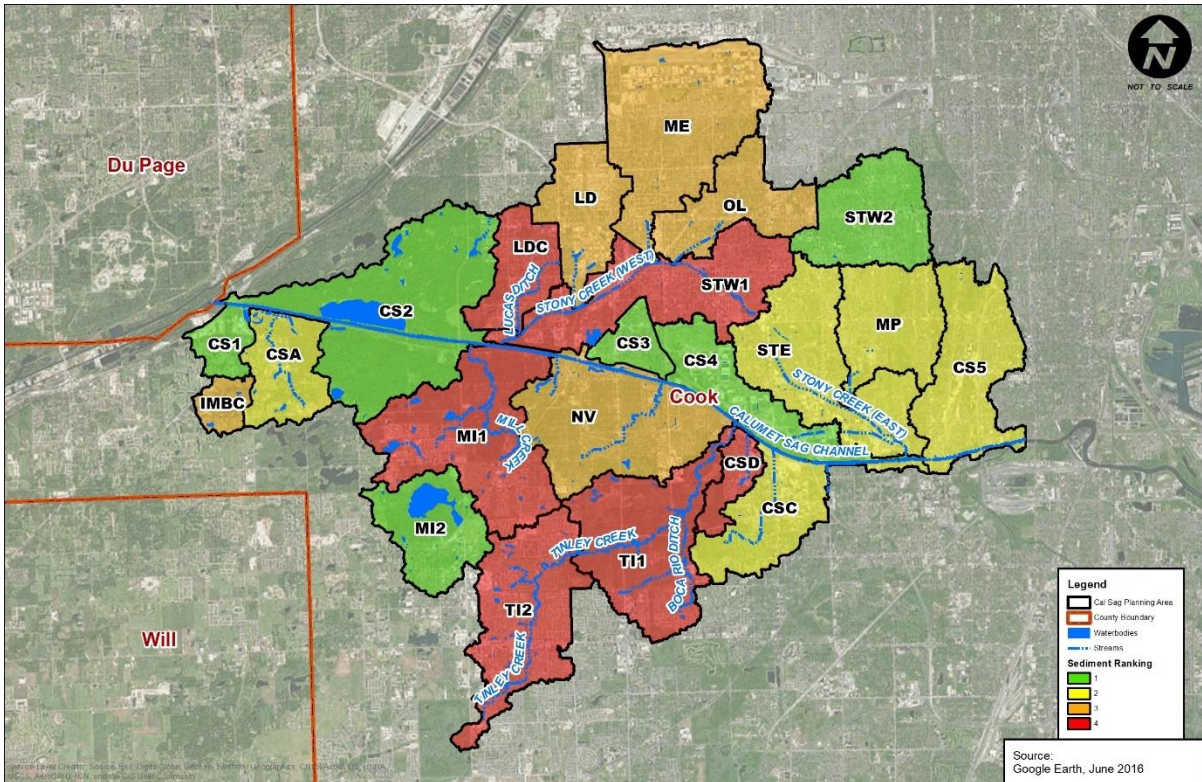 N
NOT TO SCALE
Du Page
Cook
Will
ME
LD
OL
STW2
LDC
STW1
CS2
CS3
CS4
STE
MP
CS5
CS1
CSA
IMBC
NV
MI1
CSD
CSC
MI2
TI1
TI2
LUCAS DITCH
STONY CREEK (WEST)
STONY CREEK (EAST)
CALUMET SAG CHANNEL
MILL CREEK
TINLEY CREEK
BOCA RIO DITCH
TINLEY CREEK
Legend
Cal Sag Planning Area
County Boundary
Waterbodies
Streams
Sediment Ranking
1
2
3
4
Source:
Google Earth, June 2016